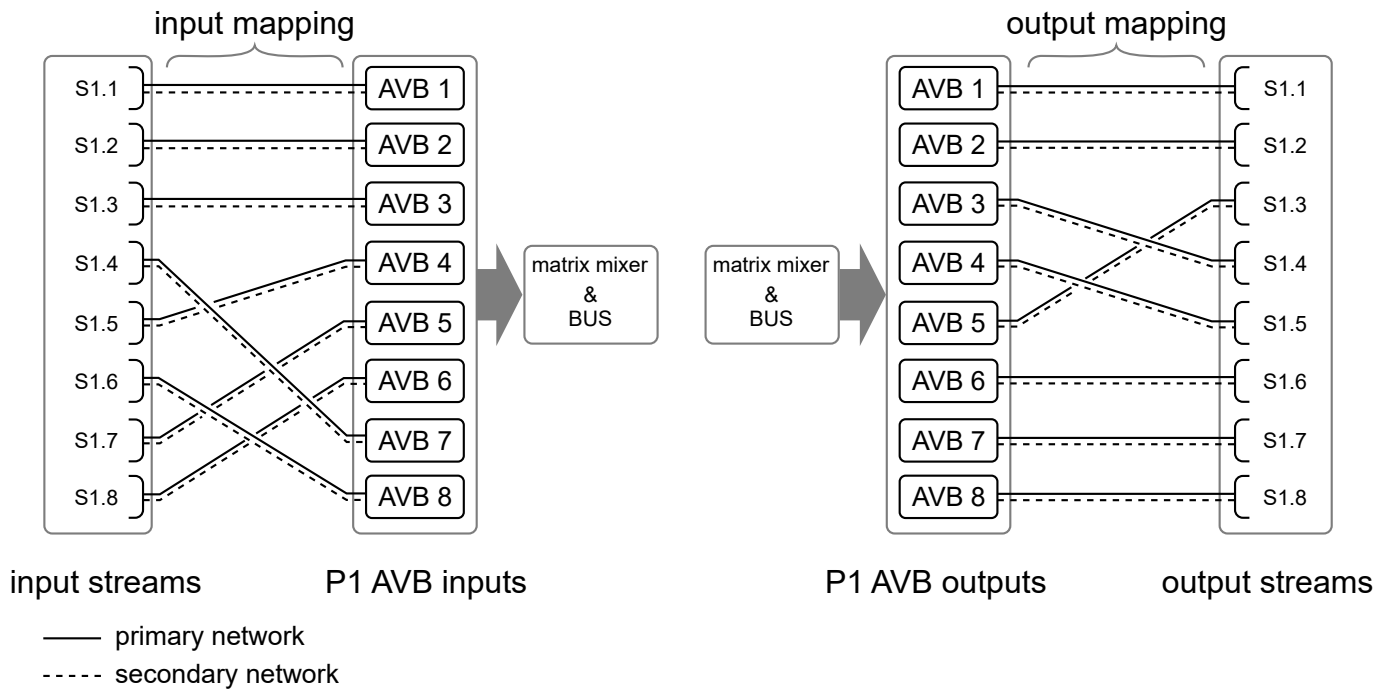 input mapping
output mapping
S1.1
S1.2
S1.3
S1.4
S1.5
S1.6
S1.7
S1.8
AVB 1
AVB 2
AVB 3
AVB 4
AVB 5
AVB 6
AVB 7
AVB 8
matrix mixer
&
BUS
matrix mixer
&
BUS
AVB 1
AVB 2
AVB 3
AVB 4
AVB 5
AVB 6
AVB 7
AVB 8
S1.1
S1.2
S1.3
S1.4
S1.5
S1.6
S1.7
S1.8
input streams
P1 AVB inputs
P1 AVB outputs
output streams
primary network
secondary network